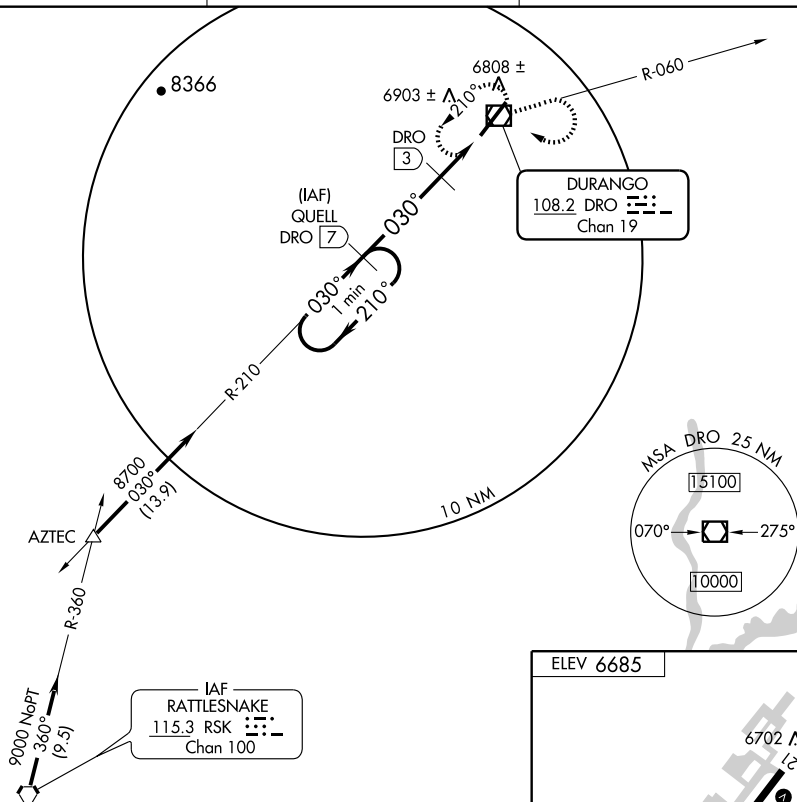 8366
6808 ±
6903 ±
210°
R-060
DRO
3
(IAF)
QUELL
DRO 7
030°
DURANGO
108.2 DRO
Chan 19
030°
1 min
210°
R-210
8700
030°
(13.9)
10 NM
AZTEC
R-360
9000 NoPT
360°
(9.5)
IAF
RATTLESNAKE
115.3 RSK
Chan 100
MSA DRO 25 NM
15100
070°
275°
10000
ELEV 6685
6702
21